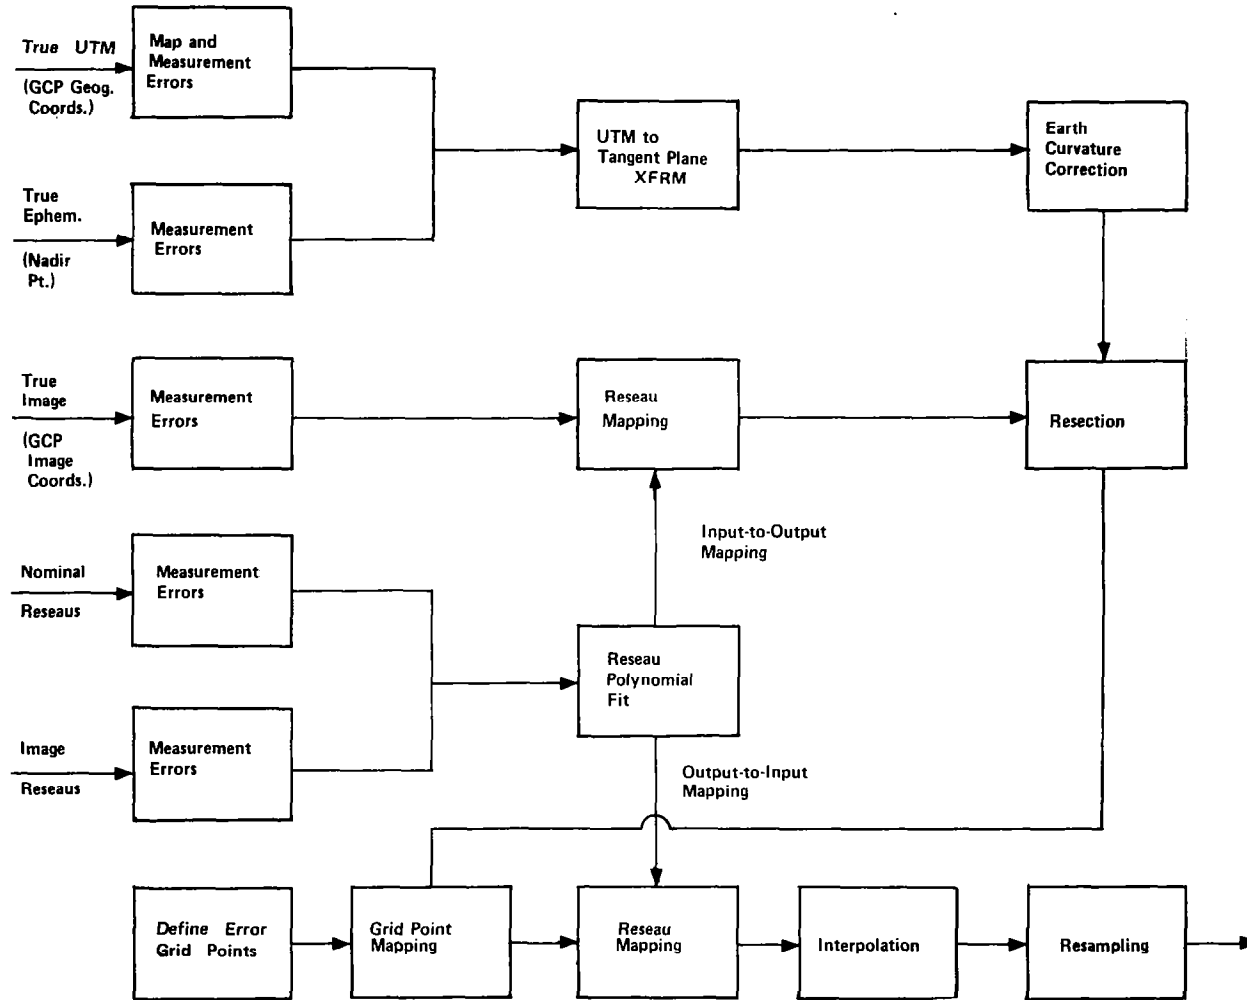 True UTM
(GCP Geog.
Coords.)
Map and
Measurement
Errors
UTM to
Tangent Plane
XFRM
Earth
Curvature
Correction
True
Ephem.
(Nadir
Pt.)
Measurement
Errors
True
Image
(GCP
Image
Coords.)
Measurement
Errors
Reseau
Mapping
Resection
Input-to-Output
Mapping
Nominal
Reseaus
Measurement
Errors
Reseau
Polynomial
Fit
Image
Reseaus
Measurement
Errors
Output-to-Input
Mapping
Define Error
Grid Points
Grid Point
Mapping
Reseau
Mapping
Interpolation
Resampling